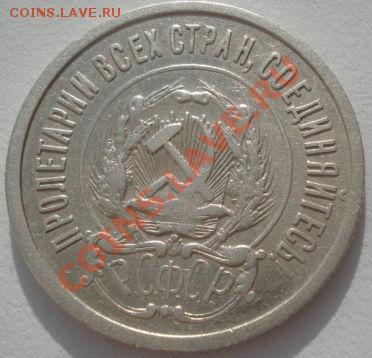 COINS.LAVE.RU
ПРОЛЕТАРИИ ВСЕХ СТРАН, СОЕДИНЯЙТЕСЬ!
Р.С.Ф.С.Р.
COINS.LAVE.RU